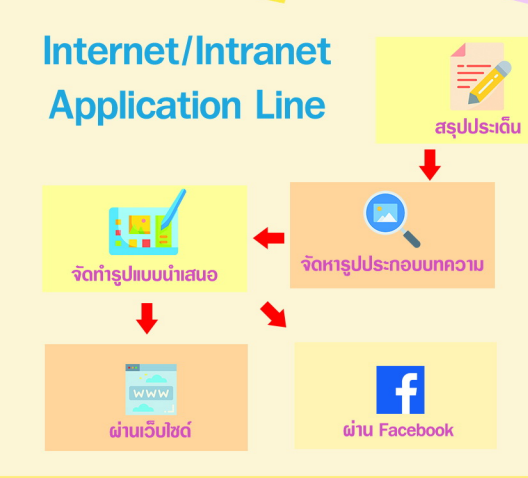 Internet/Intranet
Application Line
สรุปประเด็น
จัดหารูปประกอบบทความ
จัดทำรูปแบบนำเสนอ
www
ผ่านเว็บไซต์
ผ่าน Facebook